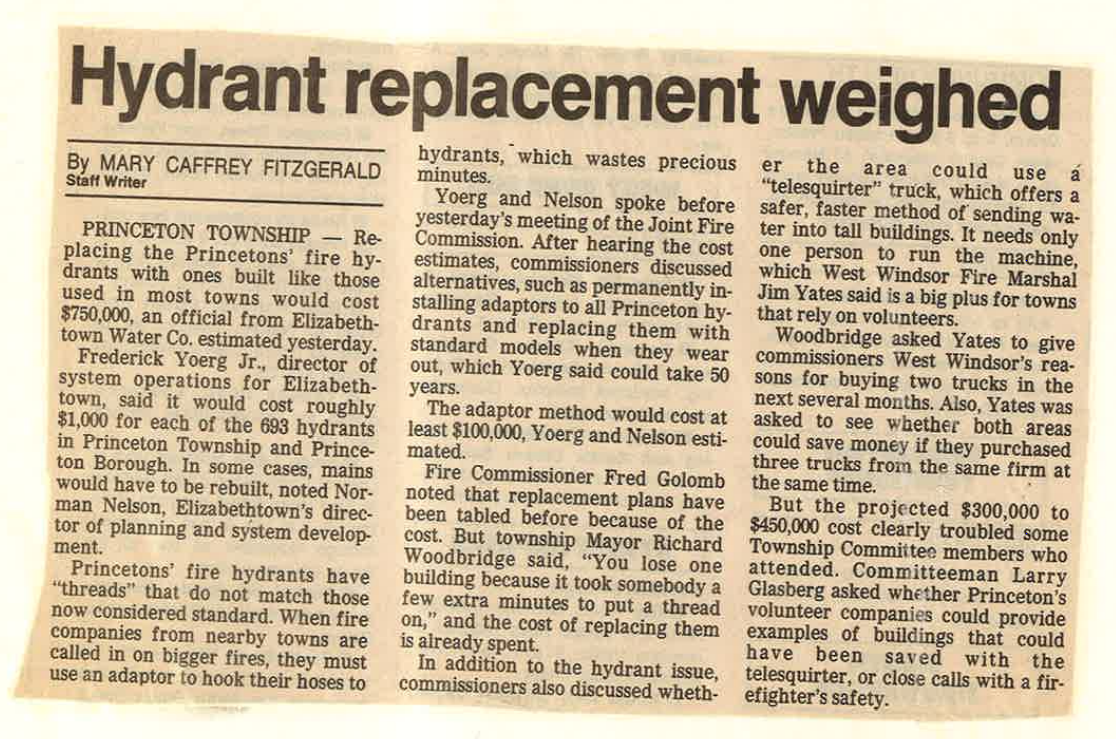 Hydrant replacement weighed
By MARY CAFFREY FITZGERALD
Staff Writer
PRINCETON TOWNSHIP — Re-
placing the Princetons' fire hy-
drants with ones built like those
used in most towns would cost
$750,000, an official from Elizabeth-
town Water Co. estimated yesterday.
Frederick Yoerg Jr., director of
system operations for Elizabeth-
town, said it would cost roughly
$1,000 for each of the 693 hydrants
in Princeton Township and Prince-
ton Borough. In some cases, mains
would have to be rebuilt, noted Nor-
man Nelson, Elizabethtown's direc-
tor of planning and system develop-
ment.
Princetons' fire hydrants have
"threads" that do not match those
now considered standard. When fire
companies from nearby towns are
called in on bigger fires, they must
use an adaptor to hook their hoses to
hydrants, which wastes precious
minutes.
Yoerg and Nelson spoke before
yesterday's meeting of the Joint Fire
Commission. After hearing the cost
estimates, commissioners discussed
alternatives, such as permanently in-
stalling adaptors to all Princeton hy-
drants and replacing them with
standard models when they wear
out, which Yoerg said could take 50
years.
The adaptor method would cost at
least $100,000, Yoerg and Nelson esti-
mated.
Fire Commissioner Fred Golomb
noted that replacement plans have
been tabled before because of the
cost. But township Mayor Richard
Woodbridge said, "You lose one
building because it took somebody a
few extra minutes to put a thread
on," and the cost of replacing them
is already spent.
In addition to the hydrant issue,
commissioners also discussed wheth-
er the area could use a
"telesquirter" truck, which offers a
safer, faster method of sending wa-
ter into tall buildings. It needs only
one person to run the machine,
which West Windsor Fire Marshal
Jim Yates said is a big plus for towns
that rely on volunteers.
Woodbridge asked Yates to give
commissioners West Windsor's rea-
sons for buying two trucks in the
next several months. Also, Yates was
asked to see whether both areas
could save money if they purchased
three trucks from the same firm at
the same time.
But the projected $300,000 to
$450,000 cost clearly troubled some
Township Committee members who
attended. Committeeman Larry
Glasberg asked whether Princeton's
volunteer companies could provide
examples of buildings that could
have been saved with the
telesquirter, or close calls with a fir-
efighter's safety.